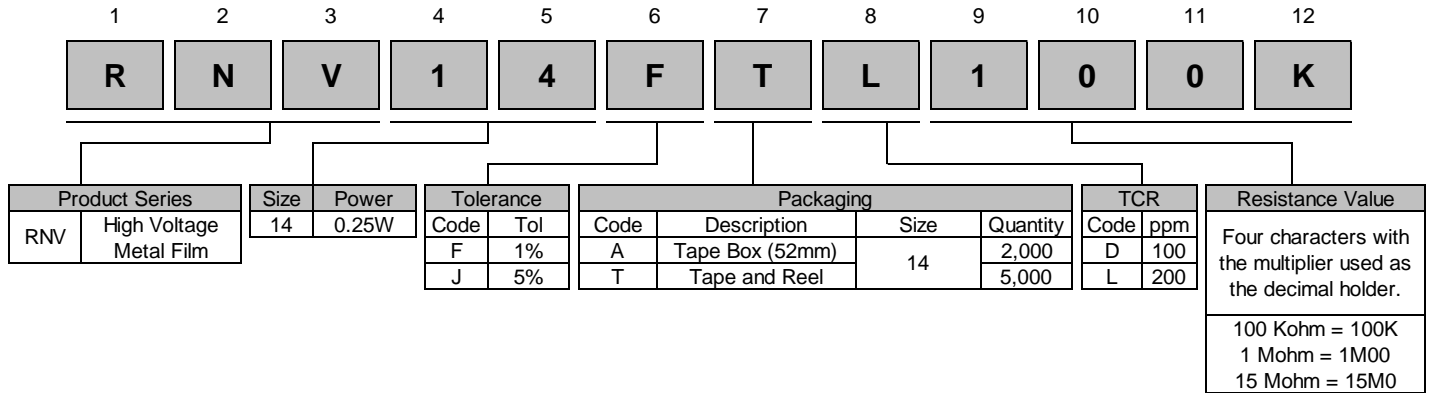 1 2 3 4 5 6 7 8 9 10 11 12
R N V 1 4 F T L 1 0 0 K
Product Series
RNV High Voltage
Metal Film
Size Power
14 0.25W
Tolerance
Code Tol
F 1%
J 5%
Packaging
Code Description Size Quantity
A Tape Box (52mm) 14 2,000
T Tape and Reel 5,000
TCR
Code ppm
D 100
L 200
Resistance Value
Four characters with
the multiplier used as
the decimal holder.
100 Kohm = 100K
1 Mohm = 1M00
15 Mohm = 15M0